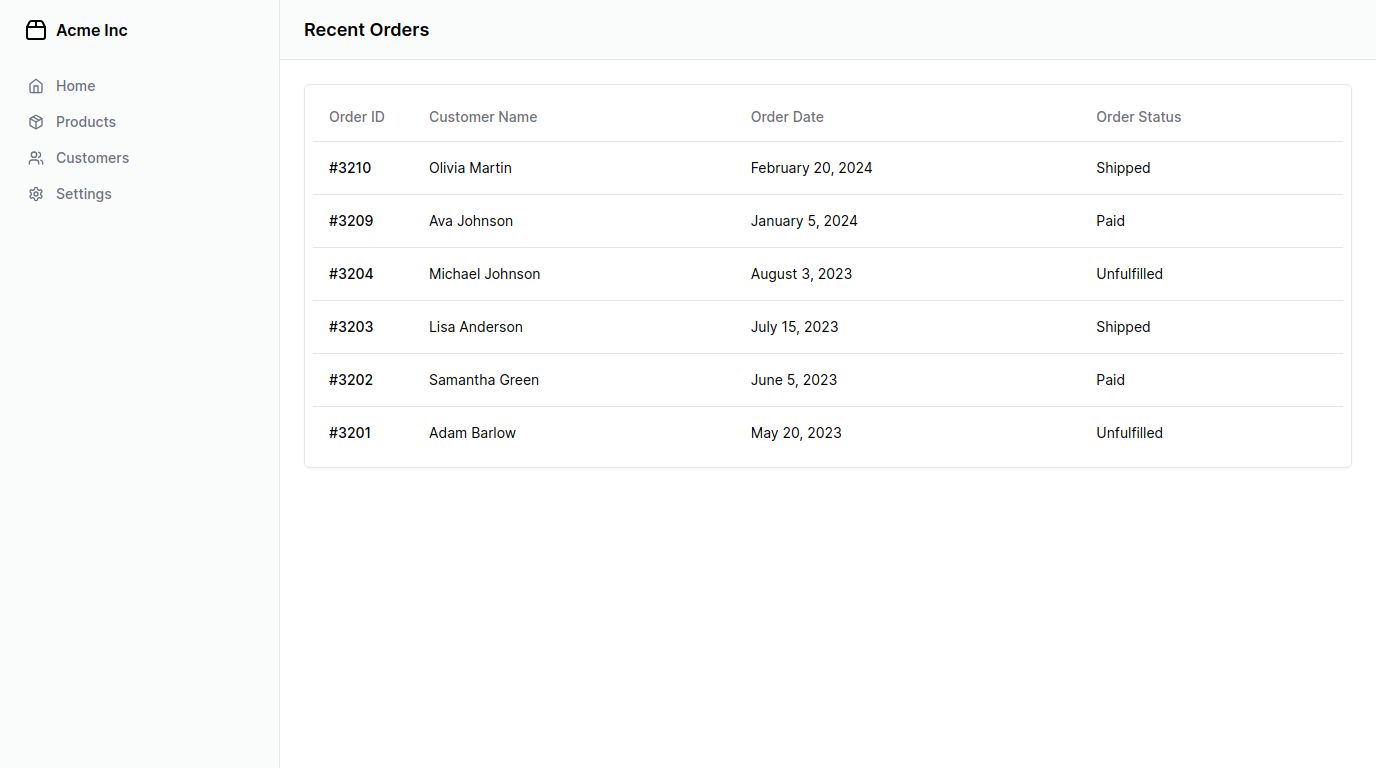 Acme Inc
Home
Products
Customers
Settings
Recent Orders
Order ID Customer Name Order Date Order Status
#3210 Olivia Martin February 20, 2024 Shipped
#3209 Ava Johnson January 5, 2024 Paid
#3204 Michael Johnson August 3, 2023 Unfulfilled
#3203 Lisa Anderson July 15, 2023 Shipped
#3202 Samantha Green June 5, 2023 Paid
#3201 Adam Barlow May 20, 2023 Unfulfilled